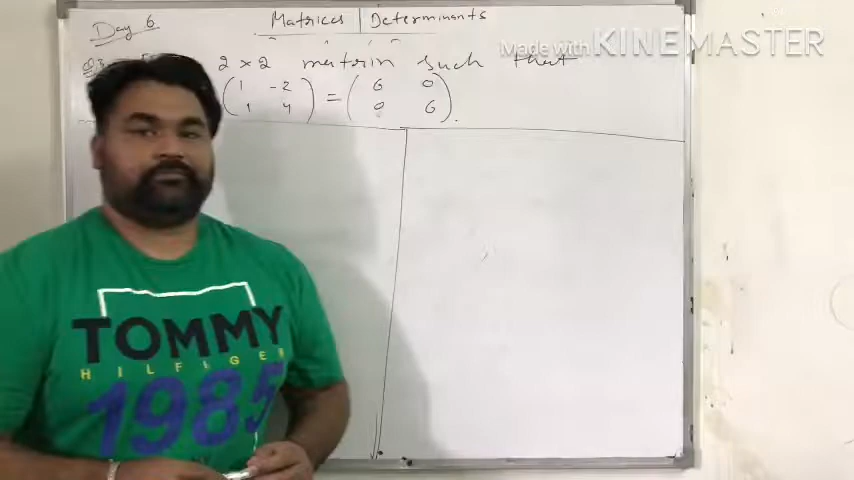 Day 6
Matrices | Determinants
2 × 2 matrix such that
(1 -2 = (6 0
1 4) 0 6).
Made with KINEMASTER
TOMMY
HILFIGER
1985